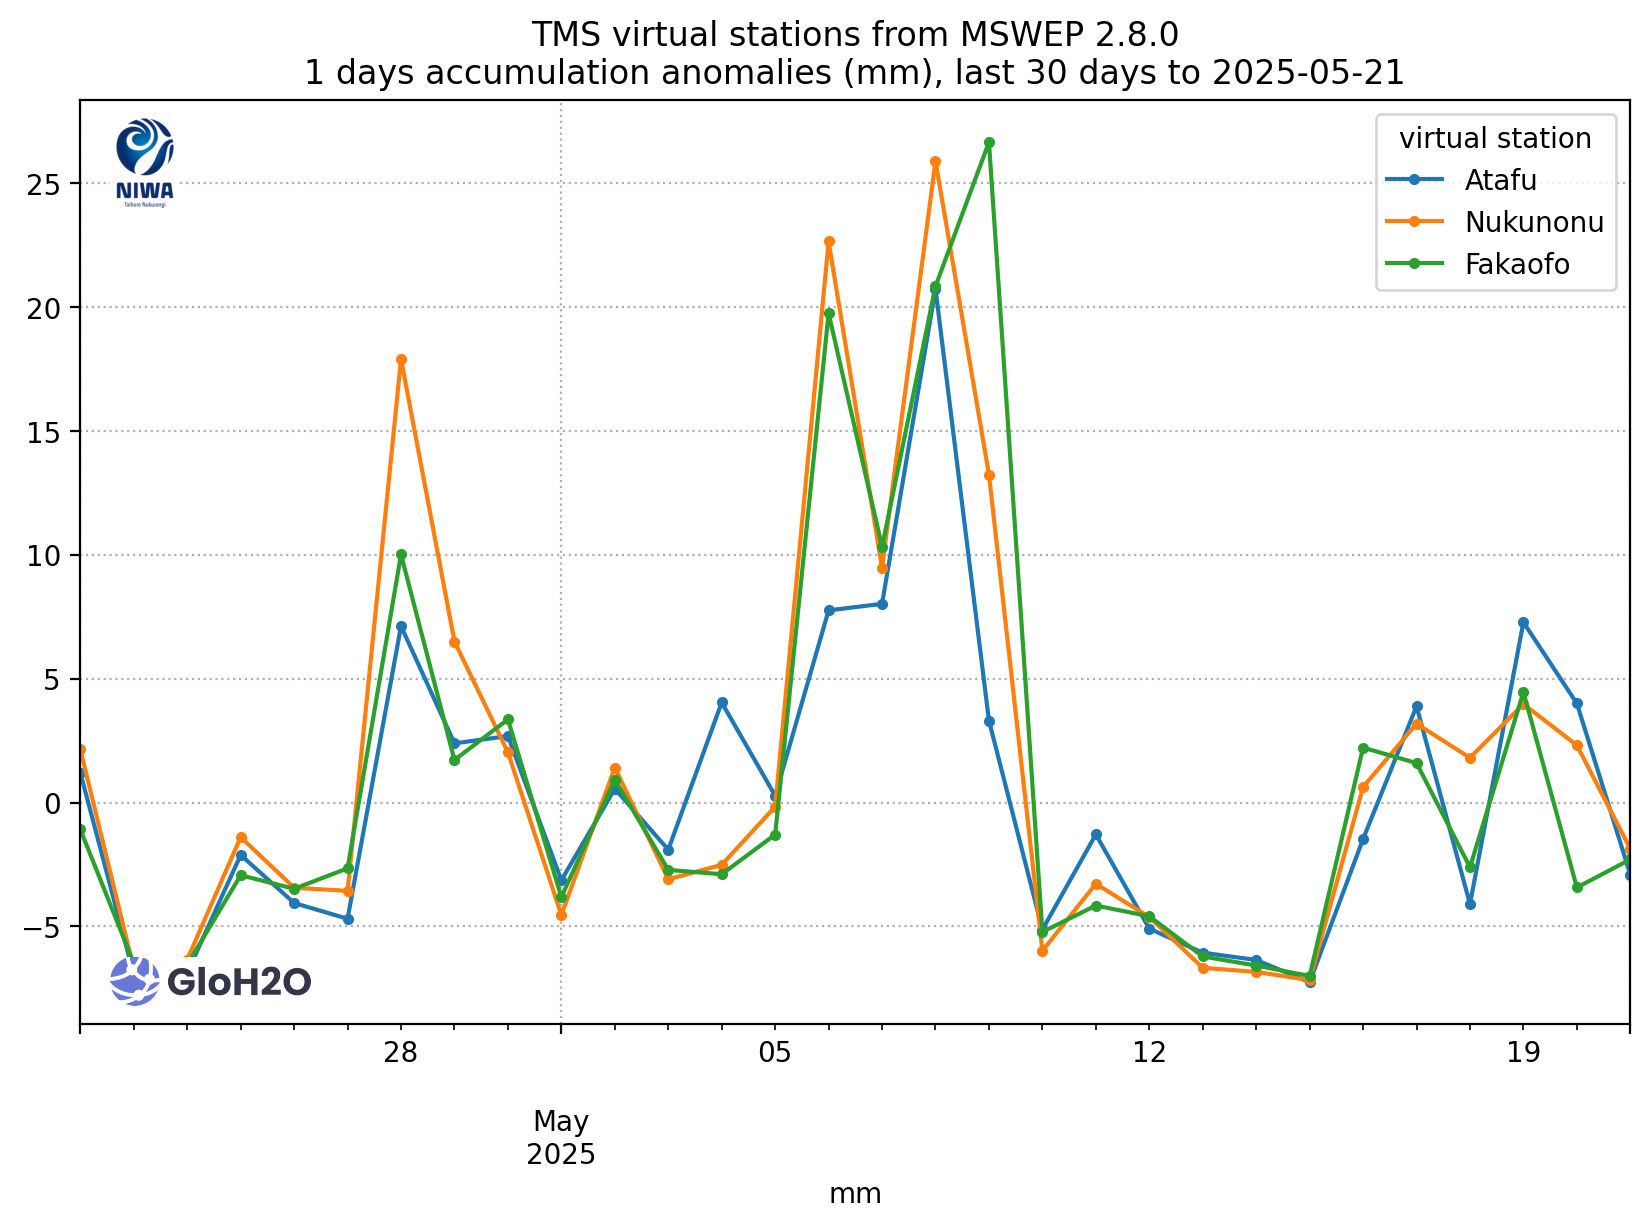 TMS virtual stations from MSWEP 2.8.0
1 days accumulation anomalies (mm), last 30 days to 2025-05-21
NIWA
Taihoro Nukurangi
virtual station
Atafu
Nukunonu
Fakaofo
25
20
15
10
5
0
−5
GloH2O
28
05
12
19
May
2025
mm